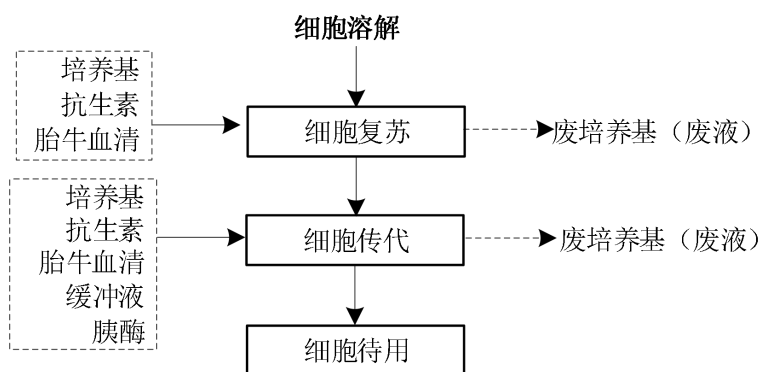 细胞溶解
培养基
抗生素
胎牛血清
细胞复苏
废培养基（废液）
培养基
抗生素
胎牛血清
缓冲液
胰酶
细胞传代
废培养基（废液）
细胞待用